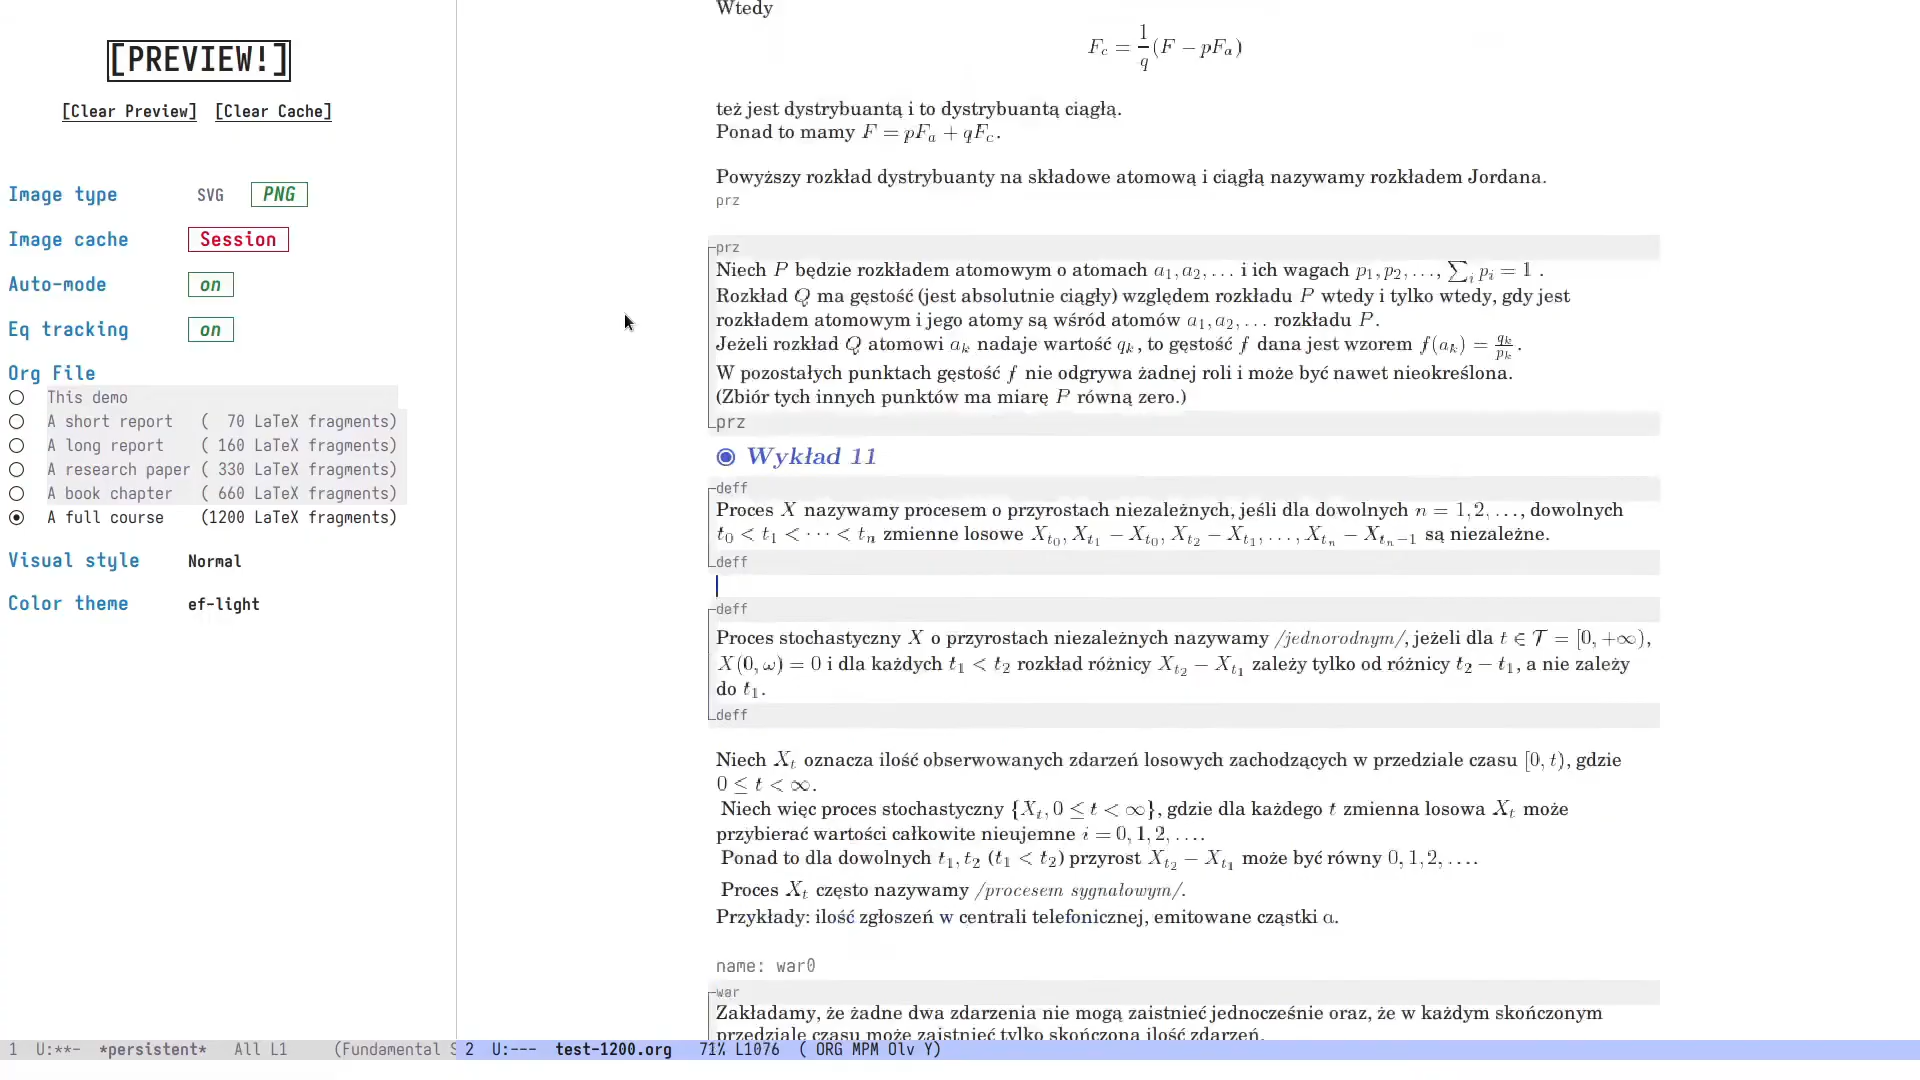 [PREVIEW!]
[Clear Preview] [Clear Cache]
Image type SVG PNG
Image cache Session
Auto-mode on
Eq tracking on
Org File
This demo
A short report ( 70 LaTeX fragments)
A long report ( 160 LaTeX fragments)
A research paper ( 330 LaTeX fragments)
A book chapter ( 660 LaTeX fragments)
A full course (1200 LaTeX fragments)
Visual style Normal
Color theme ef-light
1 U:**- *persistent* All L1 (Fundamental S
Wtedy
F_c = \frac{1}{q}(F − pF_a)
też jest dystrybuantą i to dystrybuantą ciągłą.
Ponad to mamy F = pF_a + qF_c.
Powyższy rozkład dystrybuanty na składowe atomową i ciągłą nazywamy rozkładem Jordana.
prz
prz
Niech P będzie rozkładem atomowym o atomach a_1, a_2, . . . i ich wagach p_1, p_2, . . ., ∑_i p_i = 1 .
Rozkład Q ma gęstość (jest absolutnie ciągły) względem rozkładu P wtedy i tylko wtedy, gdy jest
rozkładem atomowym i jego atomy są wśród atomów a_1, a_2, . . . rozkładu P.
Jeżeli rozkład Q atomowi a_k nadaje wartość q_k, to gęstość f dana jest wzorem f(a_k) = \frac{q_k}{p_k}.
W pozostałych punktach gęstość f nie odgrywa żadnej roli i może być nawet nieokreślona.
(Zbiór tych innych punktów ma miarę P równą zero.)
prz
Wykład 11
deff
Proces X nazywamy procesem o przyrostach niezależnych, jeśli dla dowolnych n = 1, 2, . . ., dowolnych
t_0 < t_1 < · · · < t_n zmienne losowe X_{t_0}, X_{t_1} − X_{t_0}, X_{t_2} − X_{t_1}, . . . , X_{t_n} − X_{t_n−1} są niezależne.
deff
deff
Proces stochastyczny X o przyrostach niezależnych nazywamy /jednorodnym/, jeżeli dla t ∈ 𝒯 = [0, +∞),
X(0, ω) = 0 i dla każdych t_1 < t_2 rozkład różnicy X_{t_2} − X_{t_1} zależy tylko od różnicy t_2 − t_1, a nie zależy
do t_1.
deff
Niech X_t oznacza ilość obserwowanych zdarzeń losowych zachodzących w przedziale czasu [0, t), gdzie
0 ≤ t < ∞.
Niech więc proces stochastyczny {X_t, 0 ≤ t < ∞}, gdzie dla każdego t zmienna losowa X_t może
przybierać wartości całkowite nieujemne i = 0, 1, 2, . . ..
Ponad to dla dowolnych t_1, t_2 (t_1 < t_2) przyrost X_{t_2} − X_{t_1} może być równy 0, 1, 2, . . ..
Proces X_t często nazywamy /procesem sygnałowym/.
Przykłady: ilość zgłoszeń w centrali telefonicznej, emitowane cząstki α.
name: war0
war
Zakładamy, że żadne dwa zdarzenia nie mogą zaistnieć jednocześnie oraz, że w każdym skończonym
przedziale czasu może zaistnieć tylko skończona ilość zdarzeń.
2 U:--- test-1200.org 71% L1076 ( ORG MPM Olv Y)